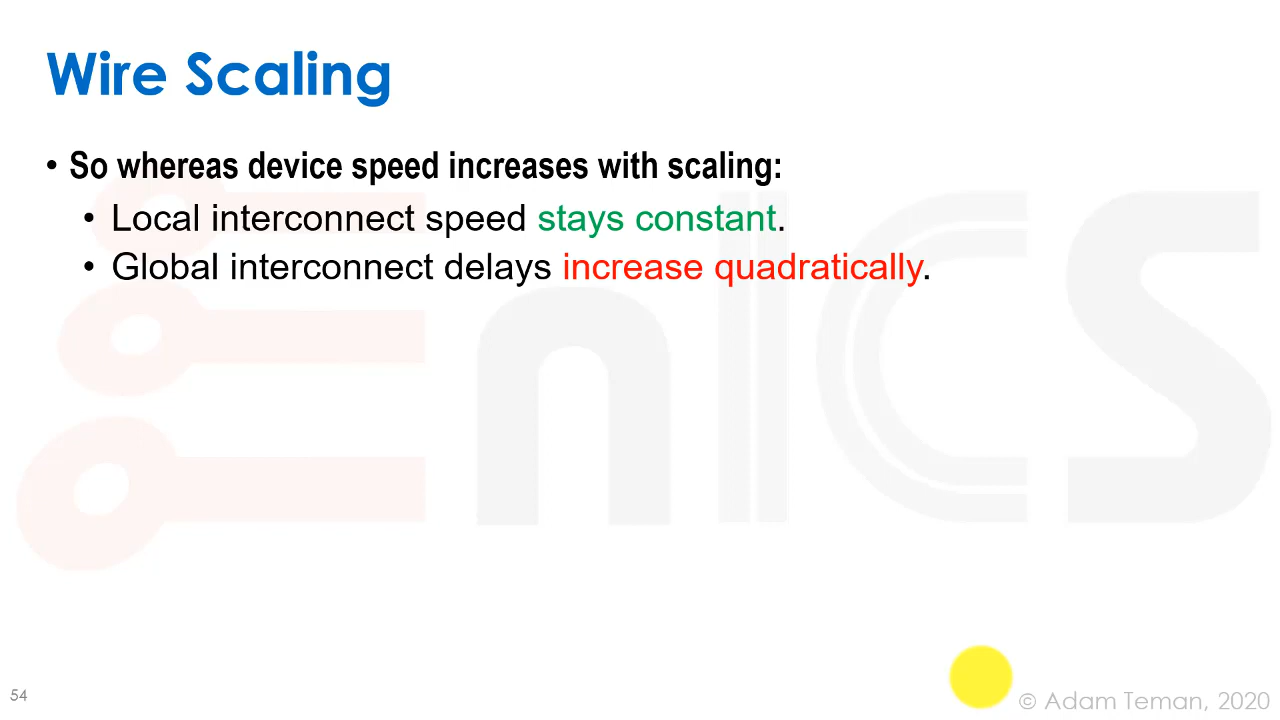 Wire Scaling
• So whereas device speed increases with scaling:
• Local interconnect speed stays constant.
• Global interconnect delays increase quadratically.
EnICS
54
© Adam Teman, 2020